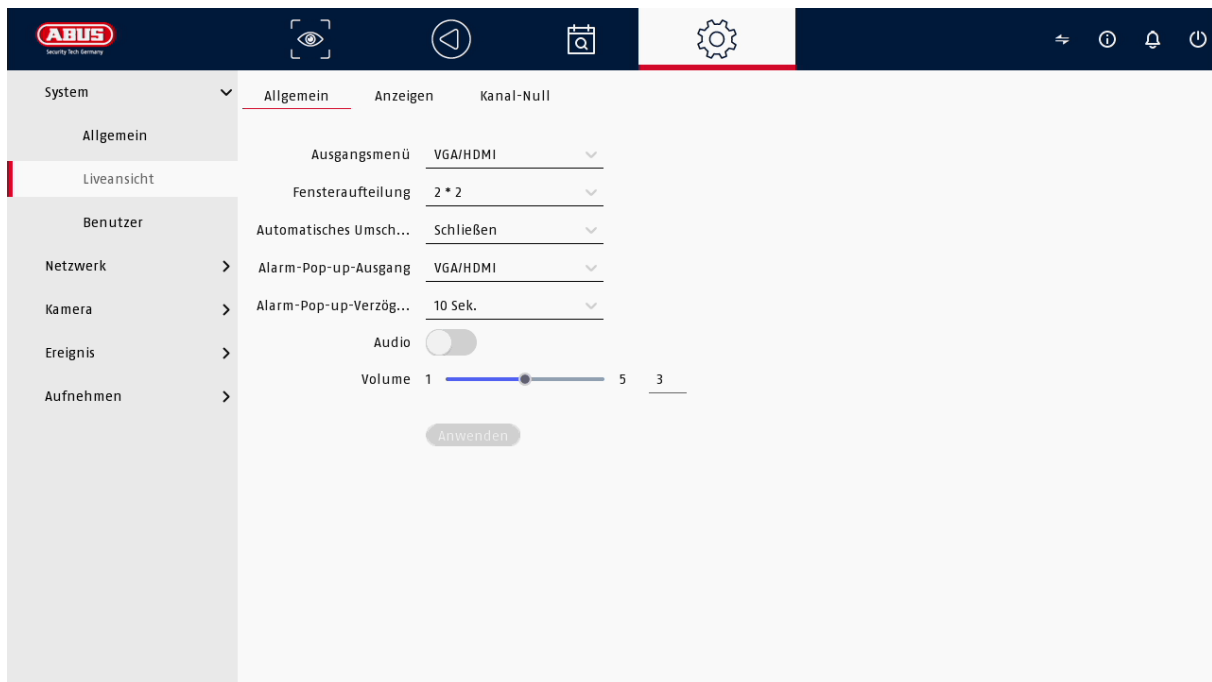 ABUS
Security Tech Germany
System
Allgemein
Liveansicht
Benutzer
Netzwerk
Kamera
Ereignis
Aufnehmen
Allgemein Anzeigen Kanal-Null
Ausgangsmenü VGA/HDMI
Fensteraufteilung 2 * 2
Automatisches Umsch... Schließen
Alarm-Pop-up-Ausgang VGA/HDMI
Alarm-Pop-up-Verzög... 10 Sek.
Audio
Volume 1 5 3
Anwenden